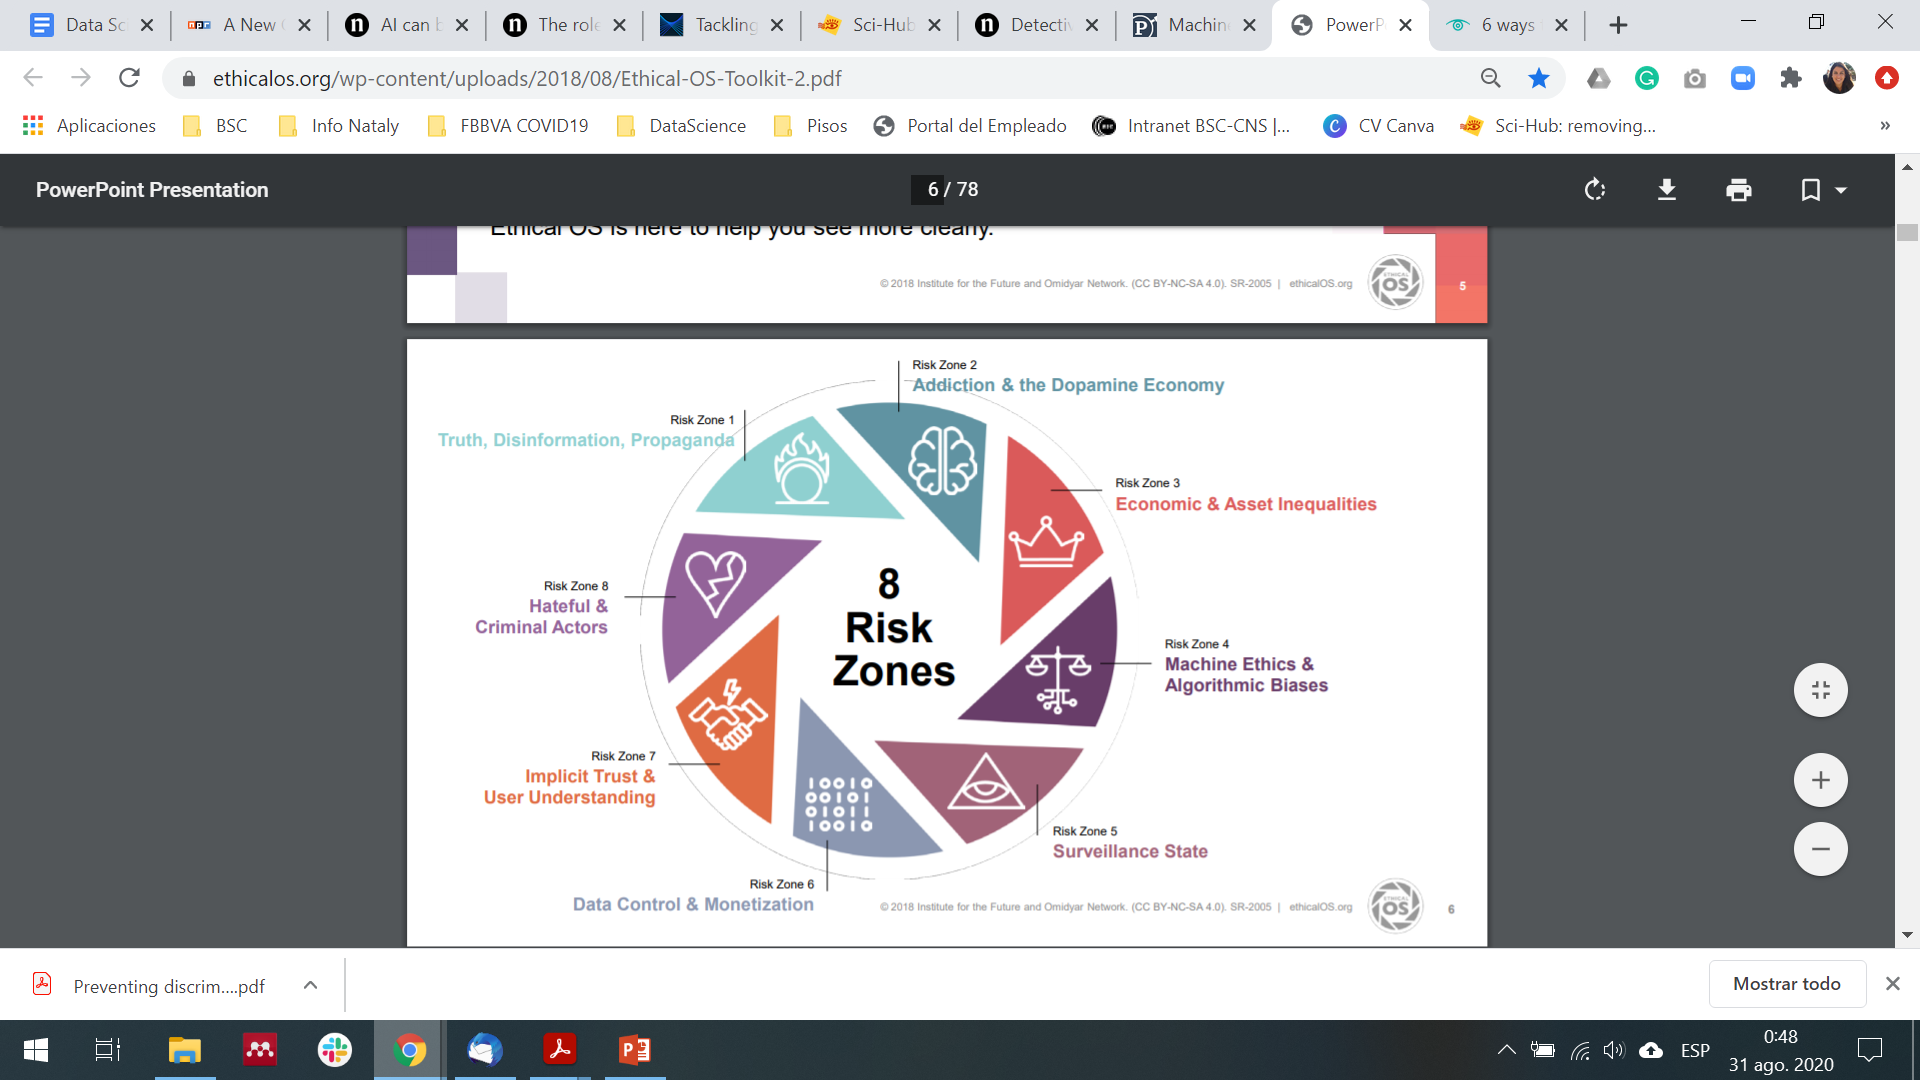 Data Sc
A New
AI can b
The role
Tackling
Sci-Hub
Detectiv
Machin
PowerP
6 ways
ethicalos.org/wp-content/uploads/2018/08/Ethical-OS-Toolkit-2.pdf
Aplicaciones
BSC
Info Nataly
FBBVA COVID19
DataScience
Pisos
Portal del Empleado
Intranet BSC-CNS |...
CV Canva
Sci-Hub: removing...
»
PowerPoint Presentation
6 / 78
Ethical OS is here to help you see more clearly.
© 2018 Institute for the Future and Omidyar Network. (CC BY-NC-SA 4.0). SR-2005 | ethicalOS.org
ETHICAL
OS
5
Risk Zone 2
Addiction & the Dopamine Economy
Risk Zone 1
Truth, Disinformation, Propaganda
Risk Zone 3
Economic & Asset Inequalities
8
Risk
Zones
Risk Zone 8
Hateful &
Criminal Actors
Risk Zone 4
Machine Ethics &
Algorithmic Biases
Risk Zone 7
Implicit Trust &
User Understanding
Risk Zone 5
Surveillance State
Risk Zone 6
Data Control & Monetization
© 2018 Institute for the Future and Omidyar Network. (CC BY-NC-SA 4.0). SR-2005 | ethicalOS.org
ETHICAL
OS
6
Preventing discrim....pdf
Mostrar todo
ESP
0:48
31 ago. 2020